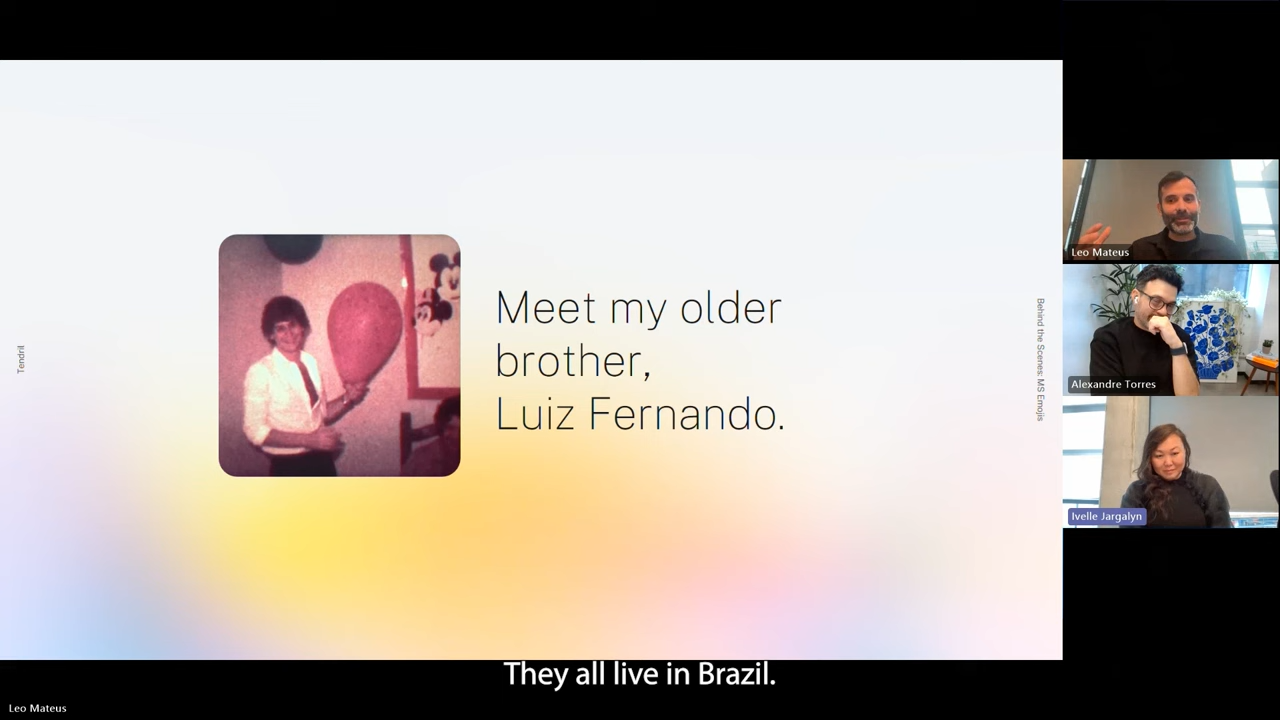 Tendril
Meet my older
brother,
Luiz Fernando.
Behind the Scenes: MS Emojis
Leo Mateus
Alexandre Torres
Ivelle Jargalyn
They all live in Brazil.
Leo Mateus